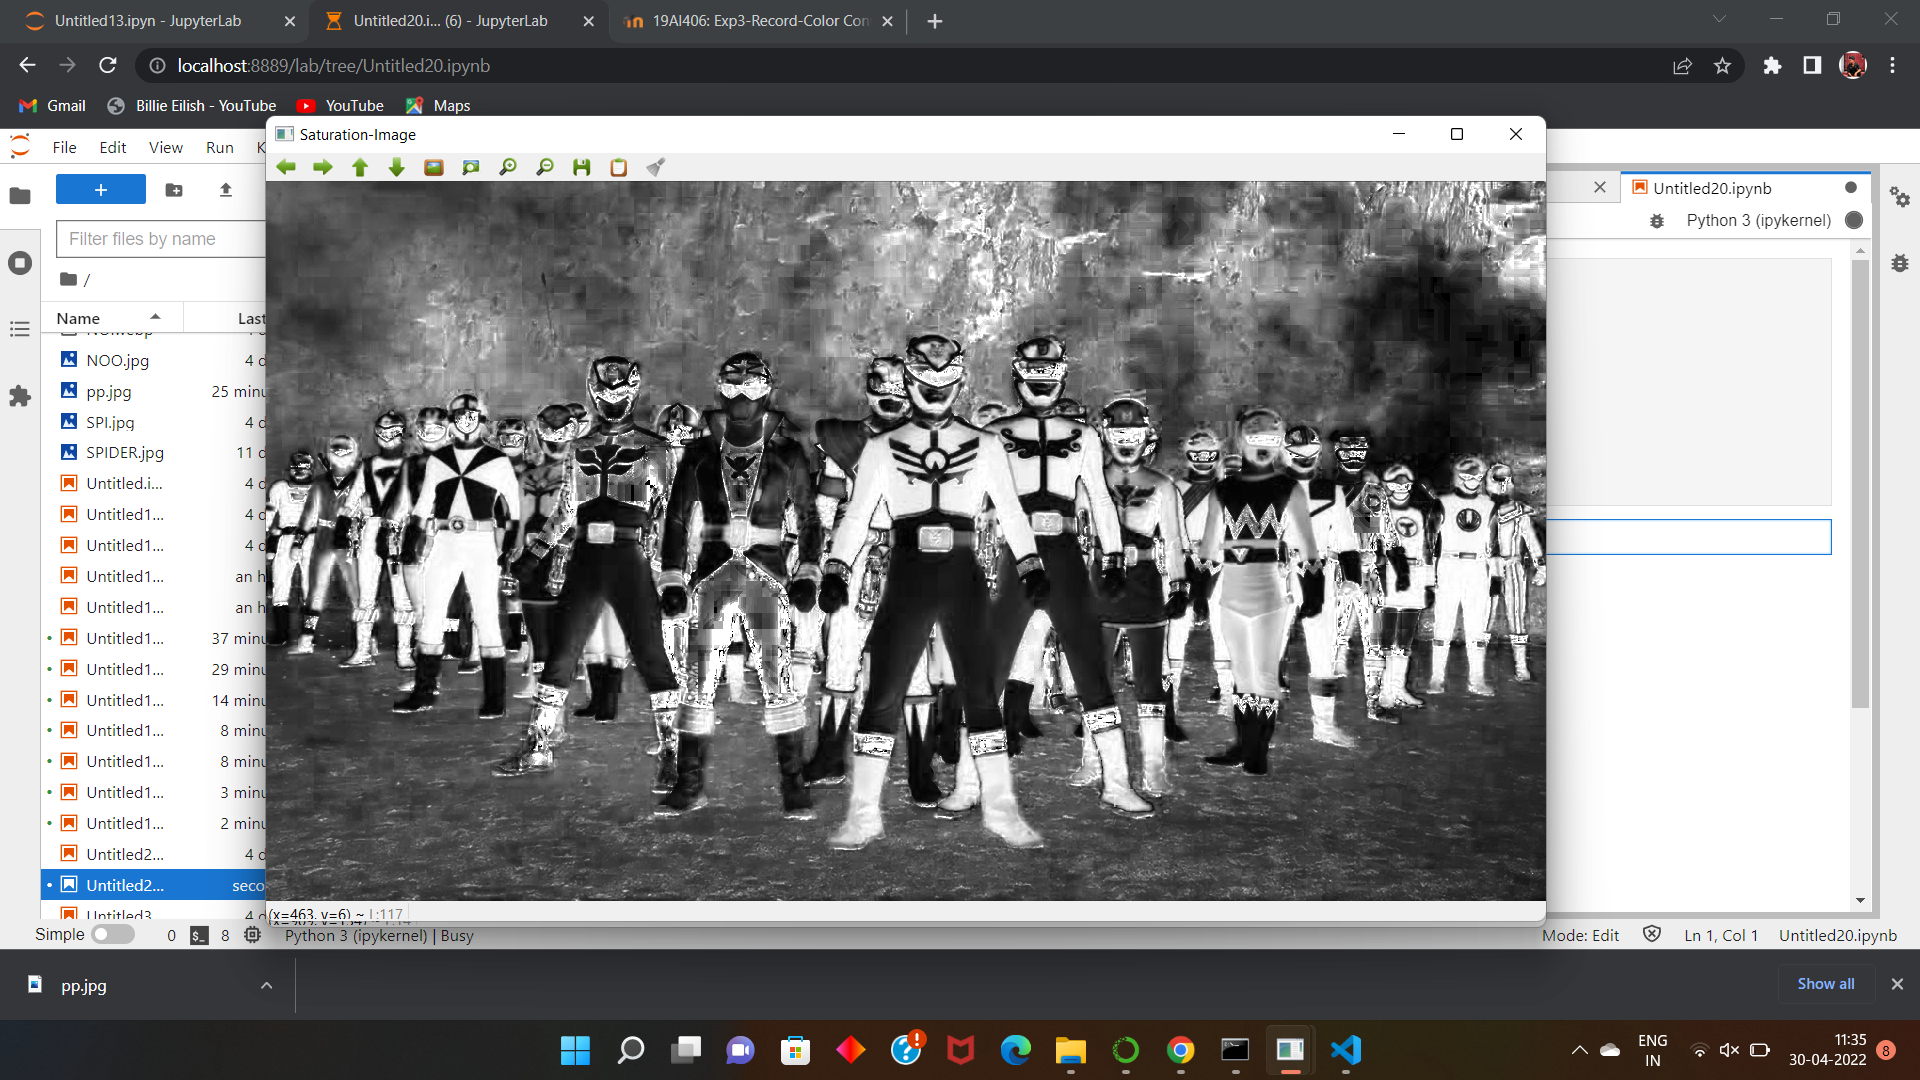 Untitled13.ipyn - JupyterLab
Untitled20.i... (6) - JupyterLab
19AI406: Exp3-Record-Color Con
localhost:8889/lab/tree/Untitled20.ipynb
Gmail
Billie Eilish - YouTube
YouTube
Maps
Saturation-Image
File
Edit
View
Run
K
Untitled20.ipynb
Python 3 (ipykernel)
Filter files by name
/
Name
Last
NOO.jpg
4 d
pp.jpg
25 minu
SPI.jpg
4 d
SPIDER.jpg
11 d
Untitled.i...
4 d
Untitled1...
4 d
Untitled1...
4 d
Untitled1...
an h
Untitled1...
an h
Untitled1...
37 minu
Untitled1...
29 minu
Untitled1...
14 minu
Untitled1...
8 minu
Untitled1...
8 minu
Untitled1...
3 minu
Untitled1...
2 minu
Untitled2...
4 d
Untitled2...
seco
Untitled3
4 d
(x=463, y=6) ~ L:117
Simple
0
8
Python 3 (ipykernel) | Busy
Mode: Edit
Ln 1, Col 1
Untitled20.ipynb
pp.jpg
Show all
ENG
IN
11:35
30-04-2022
8